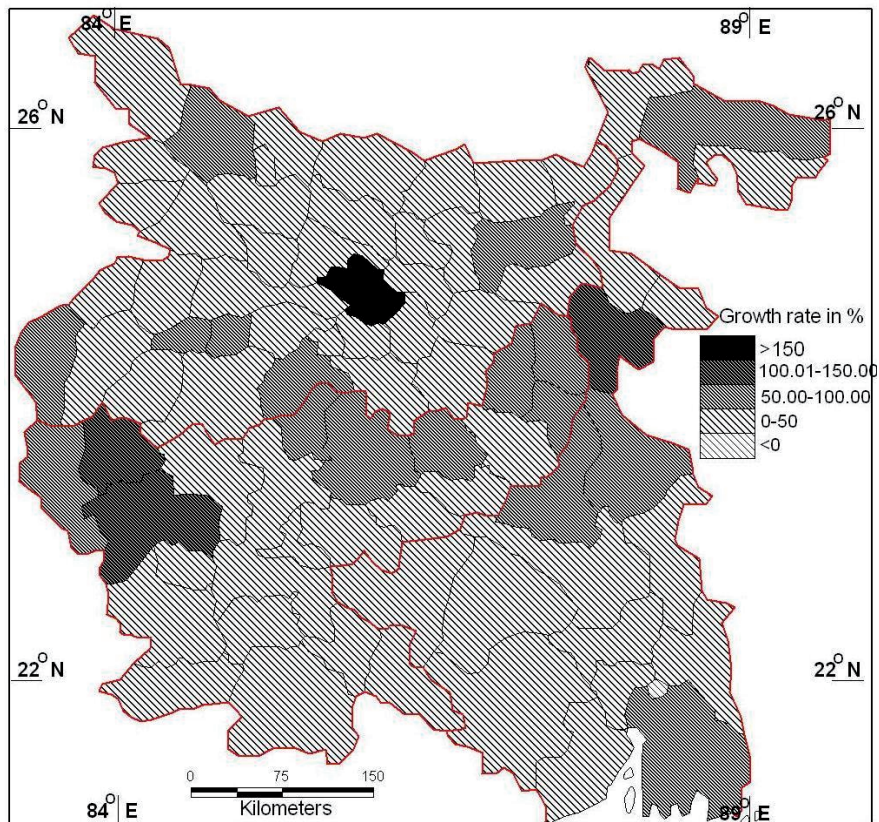 84° E
89° E
26° N
26° N
Growth rate in %
>150
100.01-150.00
50.00-100.00
0-50
<0
22° N
22° N
0 75 150
Kilometers
84° E
89° E